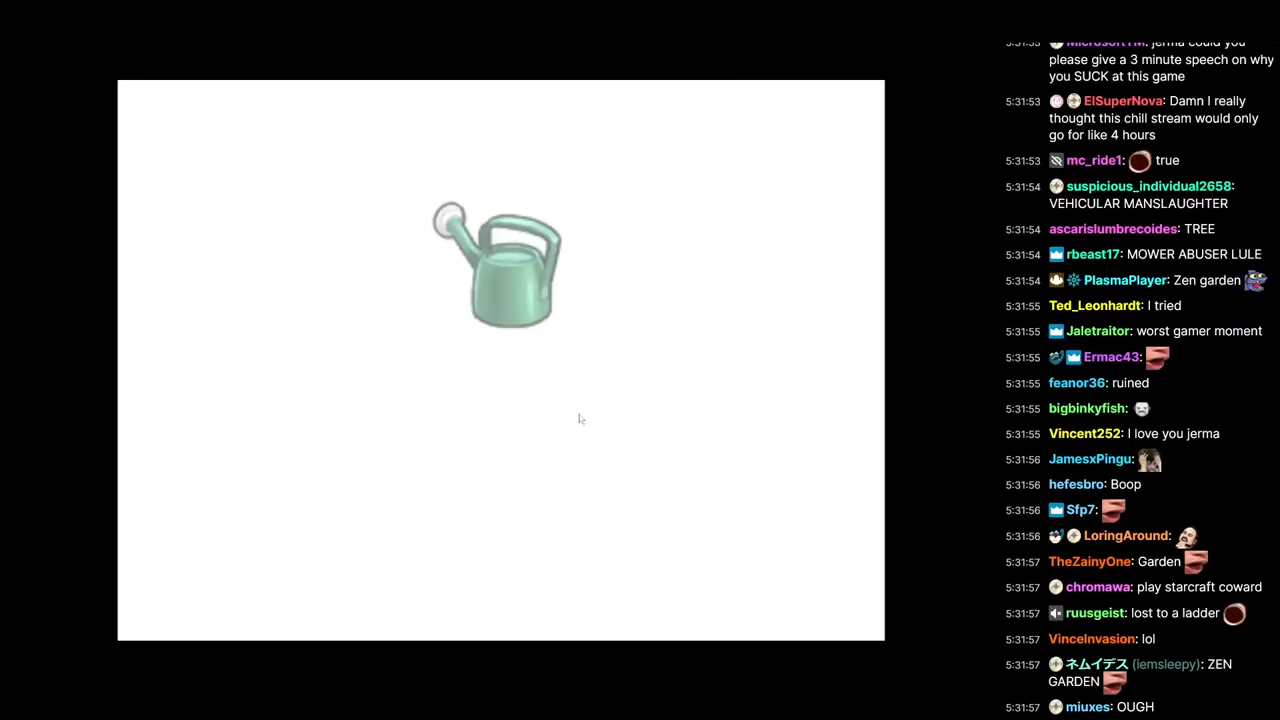 5:31:53 MicrosoftTM: jerma could you
please give a 3 minute speech on why
you SUCK at this game
5:31:53 ElSuperNova: Damn I really
thought this chill stream would only
go for like 4 hours
5:31:53 mc_ride1: true
5:31:54 suspicious_individual2658:
VEHICULAR MANSLAUGHTER
5:31:54 ascarislumbrecoides: TREE
5:31:54 rbeast17: MOWER ABUSER LULE
5:31:54 PlasmaPlayer: Zen garden
5:31:55 Ted_Leonhardt: I tried
5:31:55 Jaletraitor: worst gamer moment
5:31:55 Ermac43:
5:31:55 feanor36: ruined
5:31:55 bigbinkyfish:
5:31:55 Vincent252: I love you jerma
5:31:56 JamesxPingu:
5:31:56 hefesbro: Boop
5:31:56 Sfp7:
5:31:56 LoringAround:
5:31:57 TheZainyOne: Garden
5:31:57 chromawa: play starcraft coward
5:31:57 ruusgeist: lost to a ladder
5:31:57 VinceInvasion: lol
5:31:57 ネムイデス (iemsleepy): ZEN
GARDEN
5:31:57 miuxes: OUGH